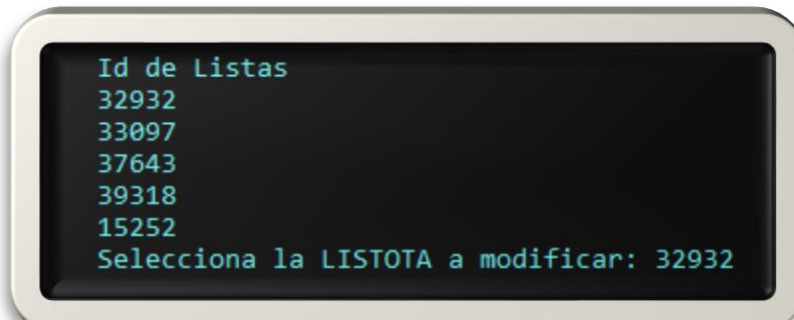 Id de Listas
32932
33097
37643
39318
15252
Selecciona la LISTOTA a modificar: 32932